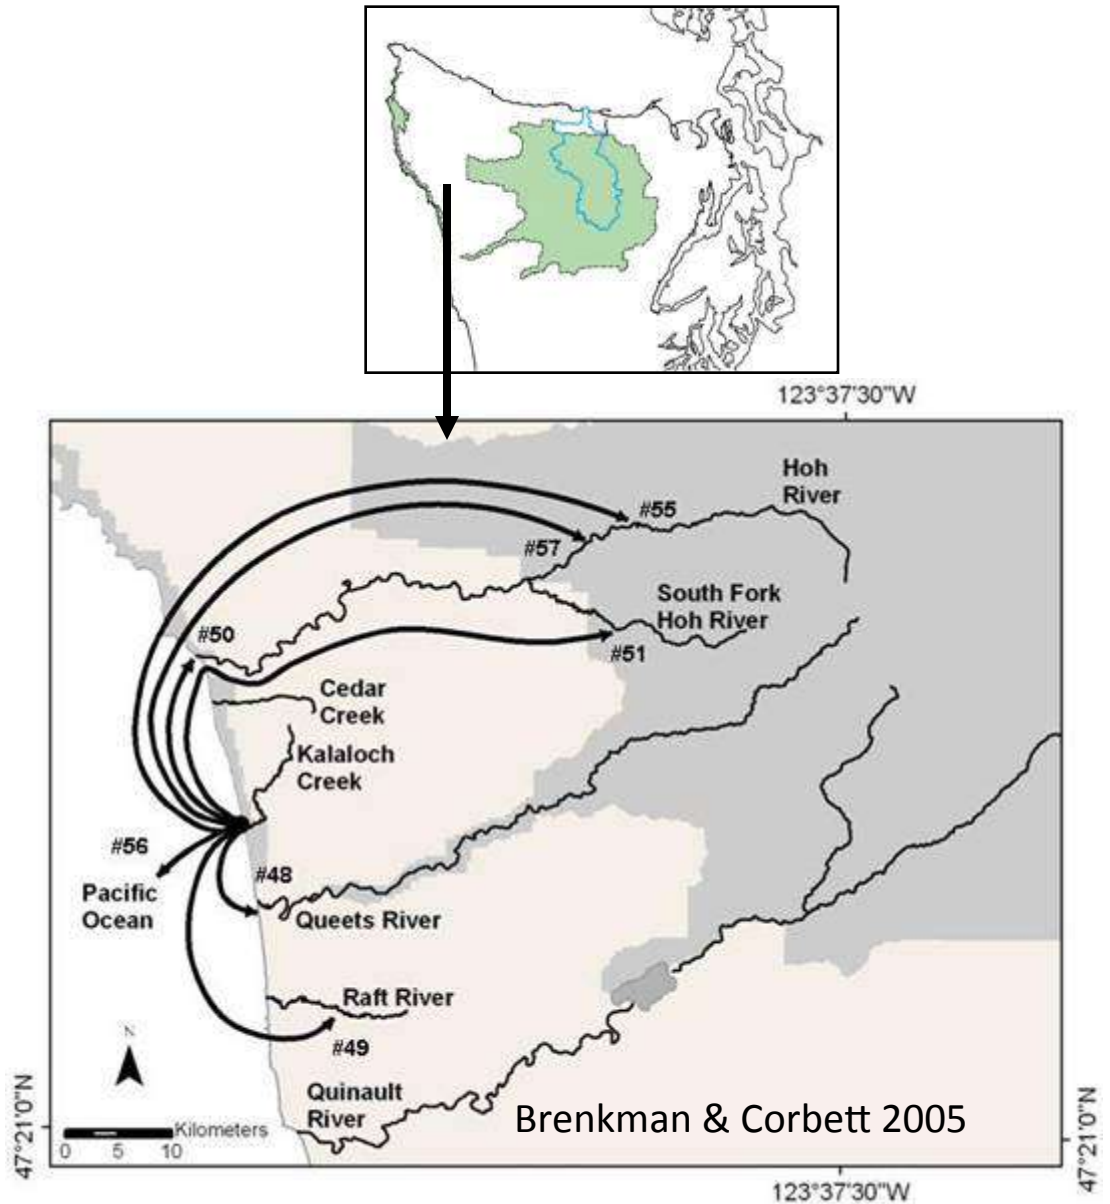 123°37'30"W
Hoh
River
#55
#57
South Fork
Hoh River
#50
#51
Cedar
Creek
Kalaloch
Creek
#56
#48
Pacific
Ocean
Queets River
Raft River
N
#49
Quinault
River
Brenkman & Corbett 2005
Kilometers
0 5 10
47°21'0"N
47°21'0"N
123°37'30"W